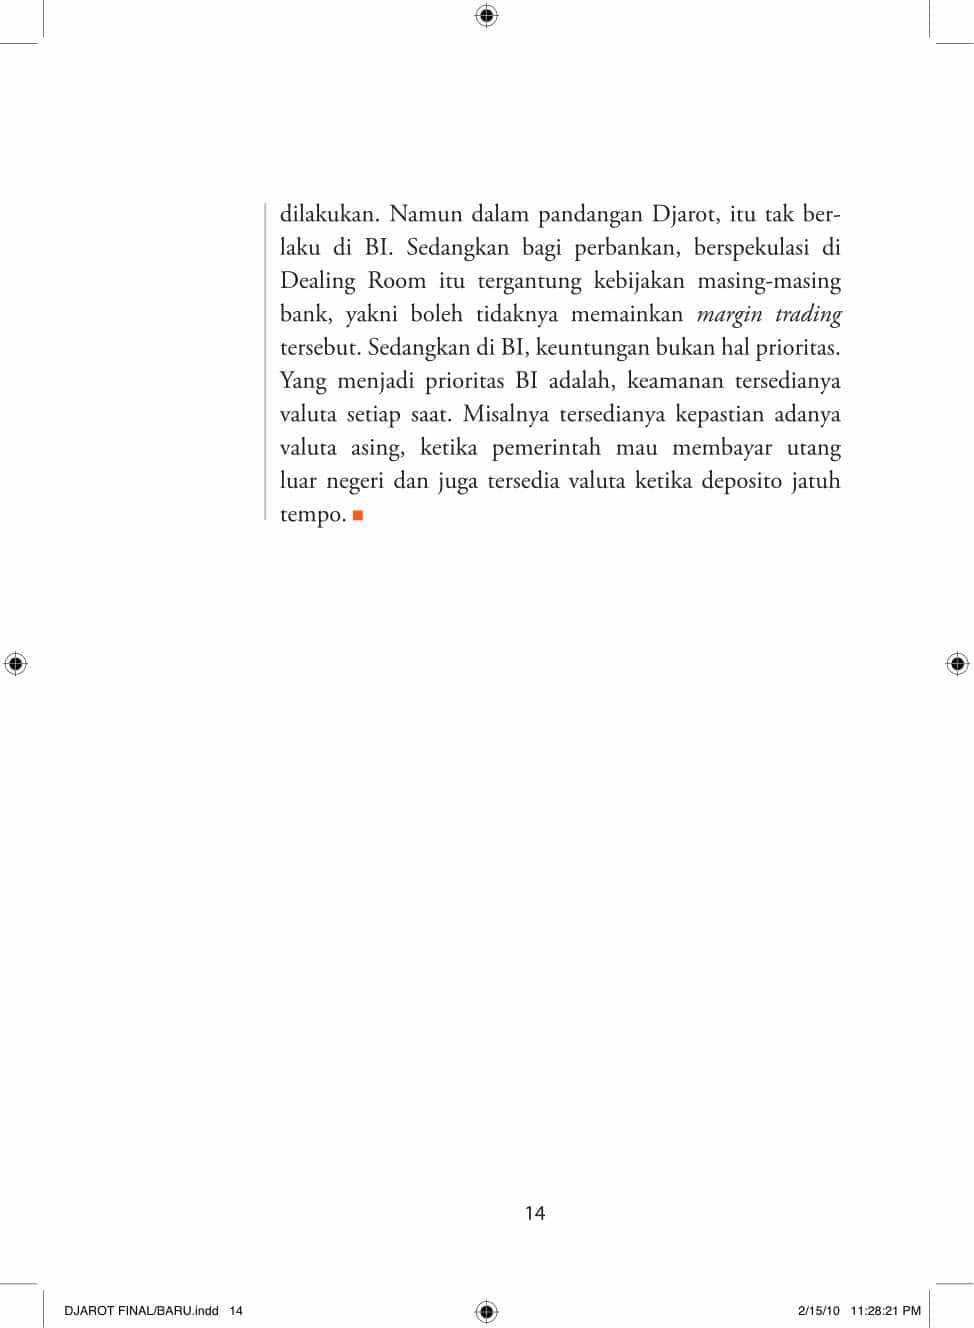 dilakukan. Namun dalam pandangan Djarot, itu tak ber-
laku di BI. Sedangkan bagi perbankan, berspekulasi di
Dealing Room itu tergantung kebijakan masing-masing
bank, yakni boleh tidaknya memainkan margin trading
tersebut. Sedangkan di BI, keuntungan bukan hal prioritas.
Yang menjadi prioritas BI adalah, keamanan tersedianya
valuta setiap saat. Misalnya tersedianya kepastian adanya
valuta asing, ketika pemerintah mau membayar utang
luar negeri dan juga tersedia valuta ketika deposito jatuh
tempo.
14
DJAROT FINAL/BARU.indd 14
2/15/10 11:28:21 PM